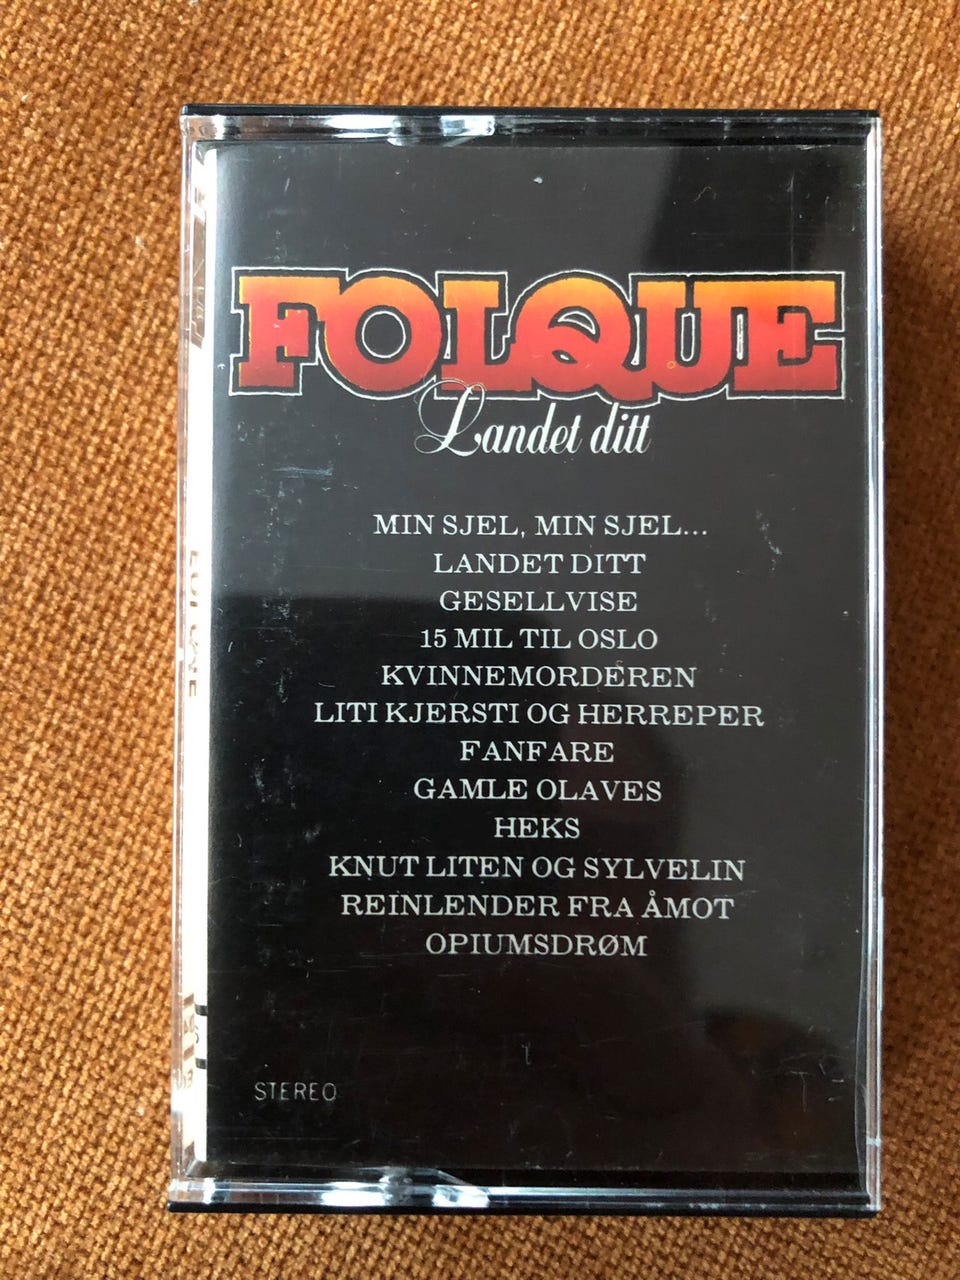 FOLQUE
Landet ditt
MIN SJEL, MIN SJEL...
LANDET DITT
GESELLVISE
15 MIL TIL OSLO
KVINNEMORDEREN
LITI KJERSTI OG HERREPER
FANFARE
GAMLE OLAVES
HEKS
KNUT LITEN OG SYLVELIN
REINLENDER FRA ÅMOT
OPIUMSDRØM
STEREO
FOLQUE